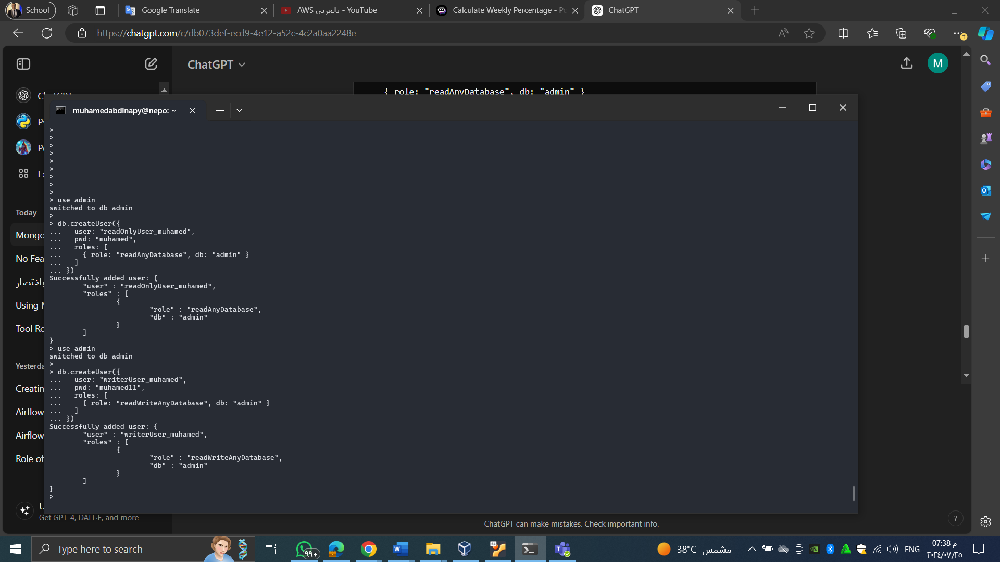 School
Google Translate
AWS بالعربي - YouTube
Calculate Weekly Percentage - Po
ChatGPT
https://chatgpt.com/c/db073def-ecd9-4e12-a52c-4c2a0aa2248e
ChatGPT
M
{ role: "readAnyDatabase", db: "admin" }
muhamedabdlnapy@nepo: ~
Today
Mongo
No Fea
باختصار
Using M
Tool Ro
Yesterda
Creatin
Airflow
Airflow
Role of
>
>
>
>
>
>
>
>
>
> use admin
switched to db admin
>
> db.createUser({
...   user: "readOnlyUser_muhamed",
...   pwd: "muhamed",
...   roles: [
...     { role: "readAnyDatabase", db: "admin" }
...   ]
... })
Successfully added user: {
"user" : "readOnlyUser_muhamed",
"roles" : [
{
"role" : "readAnyDatabase",
"db" : "admin"
}
]
}
> use admin
switched to db admin
>
> db.createUser({
...   user: "writerUser_muhamed",
...   pwd: "muhamed11",
...   roles: [
...     { role: "readWriteAnyDatabase", db: "admin" }
...   ]
... })
Successfully added user: {
"user" : "writerUser_muhamed",
"roles" : [
{
"role" : "readWriteAnyDatabase",
"db" : "admin"
}
]
}
>
Get GPT-4, DALL·E, and more
ChatGPT can make mistakes. Check important info.
?
Type here to search
٩٩+
64
38°C مشمس
ENG
07:38 م
٢٠٢٤/٠٧/٢٥